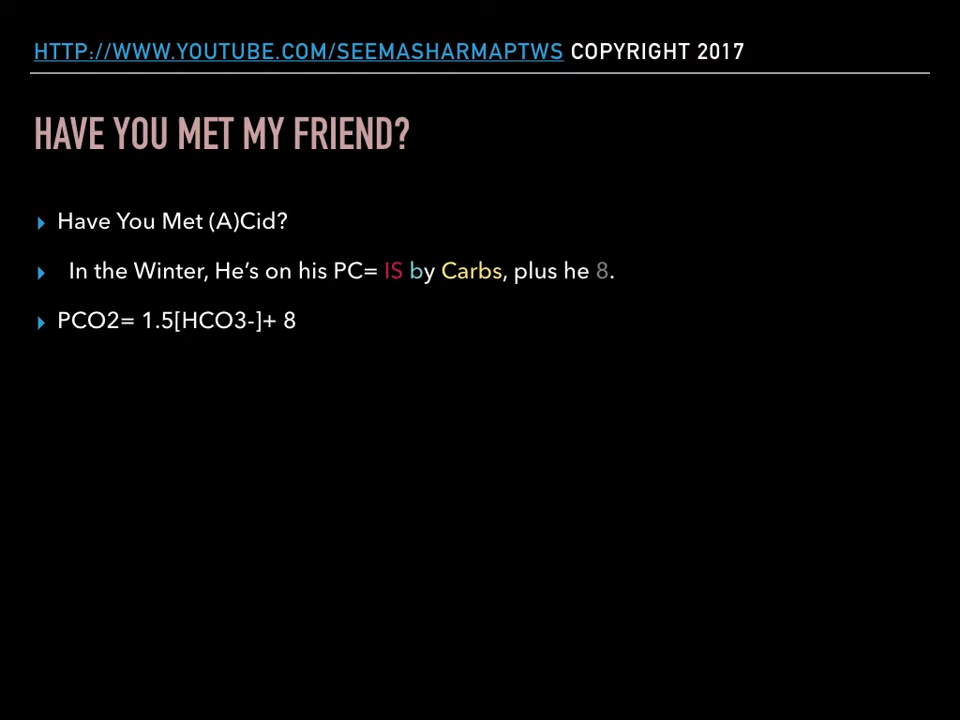 HTTP://WWW.YOUTUBE.COM/SEEMASHARMAPTWS COPYRIGHT 2017
HAVE YOU MET MY FRIEND?
Have You Met (A)Cid?
In the Winter, He’s on his PC= IS by Carbs, plus he 8.
PCO2= 1.5[HCO3-]+ 8